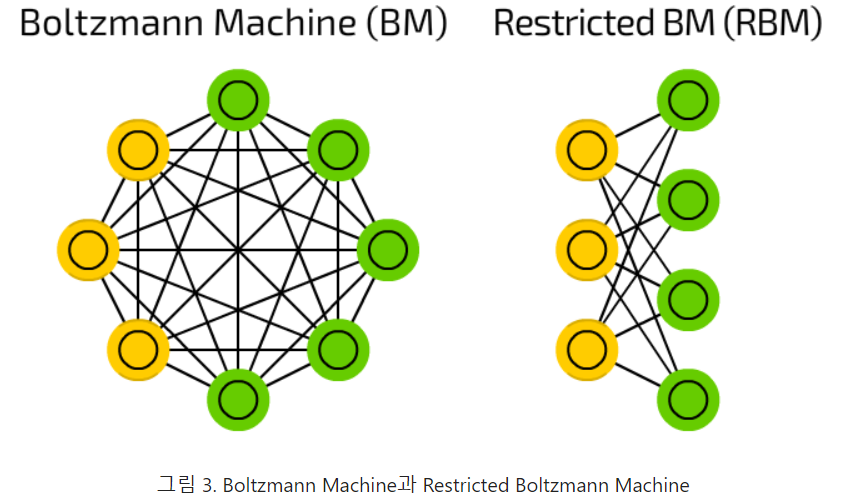 Boltzmann Machine (BM)
Restricted BM (RBM)
그림 3. Boltzmann Machine과 Restricted Boltzmann Machine